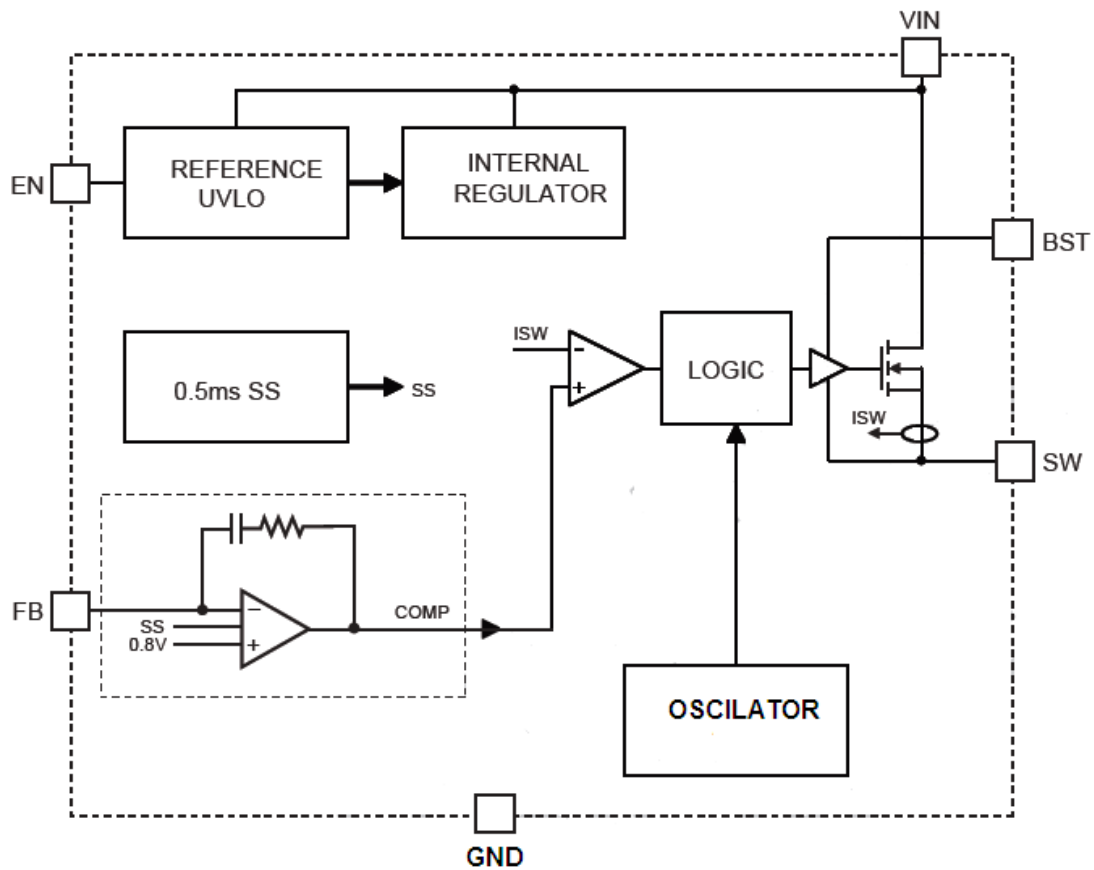 VIN
EN
REFERENCE
UVLO
INTERNAL
REGULATOR
BST
0.5ms SS
SS
ISW
-
+
LOGIC
ISW
SW
FB
SS
0.8V
-
+
COMP
OSCILATOR
GND